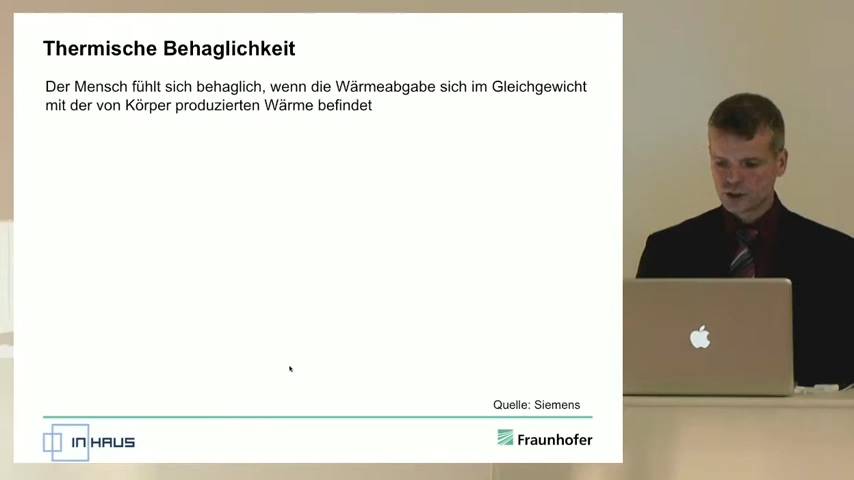 Thermische Behaglichkeit
Der Mensch fühlt sich behaglich, wenn die Wärmeabgabe sich im Gleichgewicht
mit der von Körper produzierten Wärme befindet
Quelle: Siemens
IN HAUS
Fraunhofer